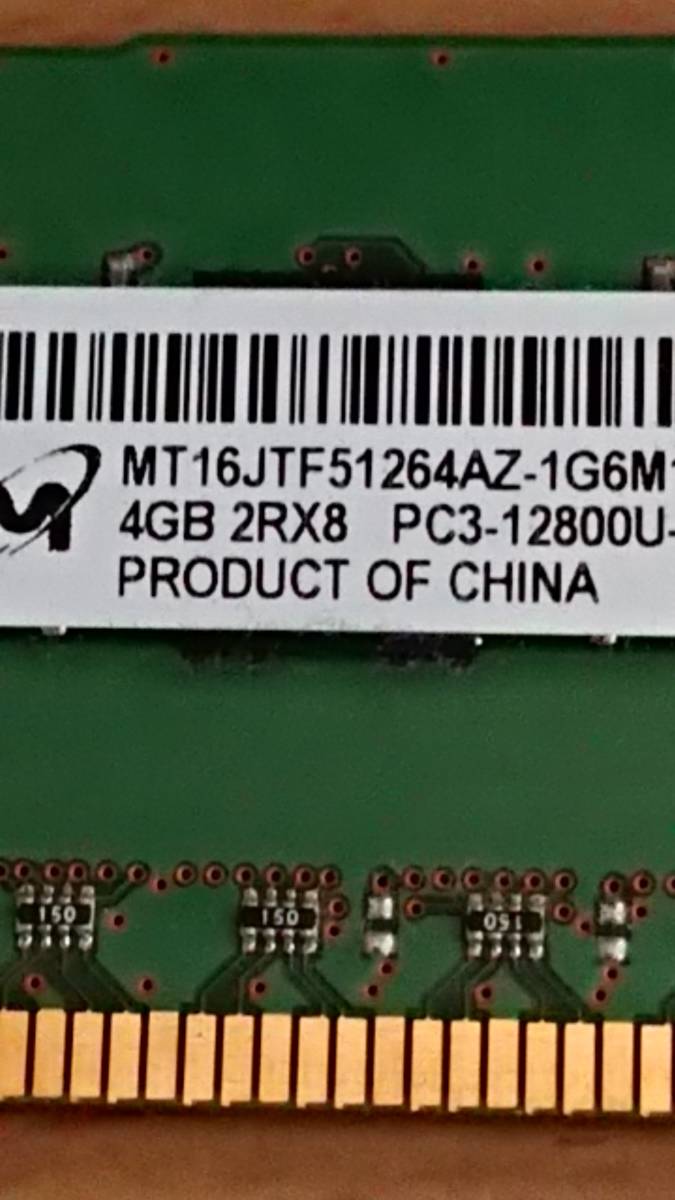 MT16JTF51264AZ-1G6M1
4GB 2RX8 PC3-12800U-
PRODUCT OF CHINA
150 150 150